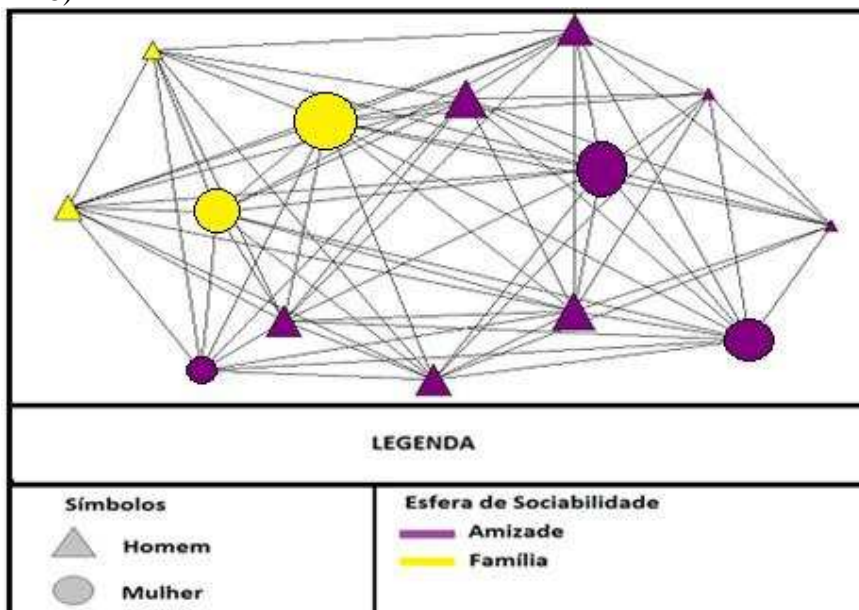 LEGENDA
Símbolos
Homem
Mulher
Esfera de Sociabilidade
Amizade
Família